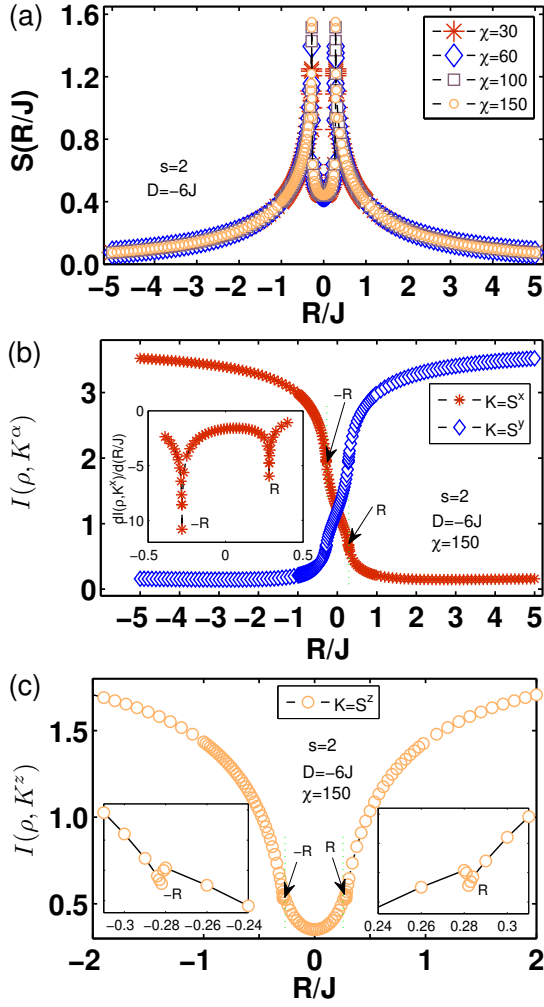 (a)
1.6
1.2
0.8
0.4
0.0
S(R/J)
χ=30
χ=60
χ=100
χ=150
s=2
D=−6J
−5 −4 −3 −2 −1 0 1 2 3 4 5
R/J
(b)
3
2
1
0
I(ρ, K^α)
K=S^x
K=S^y
−R
R
s=2
D=−6J
χ=150
0
−5
−10
dI(ρ,K^x)/d(R/J)
−R
R
−0.5 0 0.5
−5 −4 −3 −2 −1 0 1 2 3 4 5
R/J
(c)
1.5
1.0
0.5
I(ρ, K^z)
K=S^z
s=2
D=−6J
χ=150
−R
R
−R
−0.3 −0.28 −0.26 −0.24
R
0.24 0.26 0.28 0.3
−2 −1 0 1 2
R/J